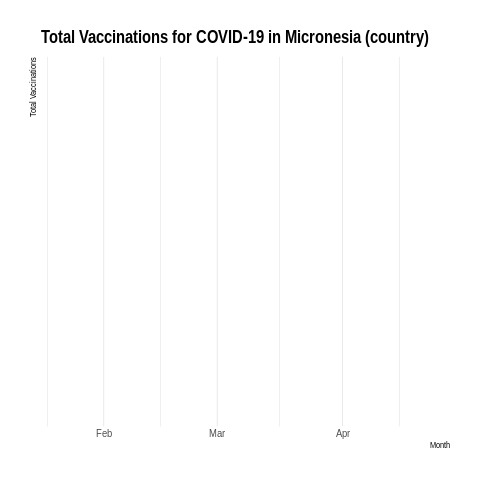 Total Vaccinations for COVID-19 in Micronesia (country)
Total Vaccinations
Feb Mar Apr
Month